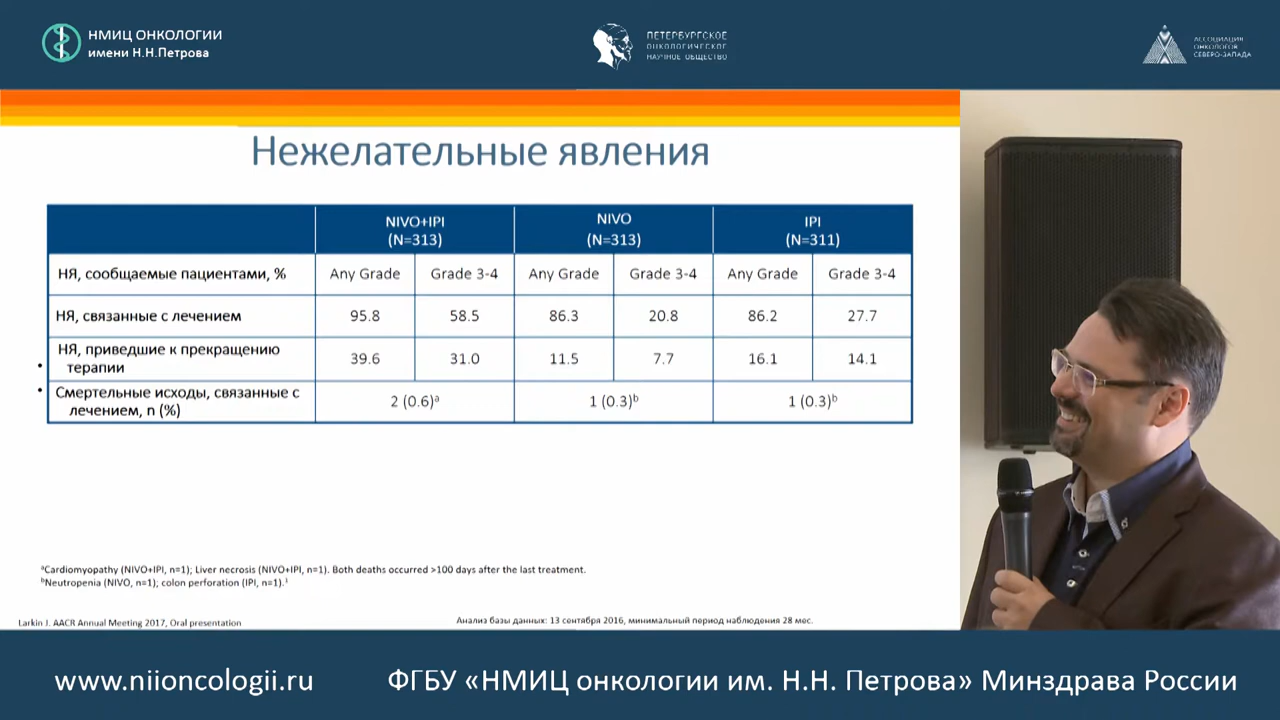 НМИЦ ОНКОЛОГИИ
имени Н.Н.Петрова
ПЕТЕРБУРГСКОЕ
ОНКОЛОГИЧЕСКОЕ
НАУЧНОЕ ОБЩЕСТВО
АССОЦИАЦИЯ
ОНКОЛОГОВ
СЕВЕРО-ЗАПАДА
Нежелательные явления
NIVO+IPI (N=313) NIVO (N=313) IPI (N=311)
НЯ, сообщаемые пациентами, % Any Grade Grade 3-4 Any Grade Grade 3-4 Any Grade Grade 3-4
НЯ, связанные с лечением 95.8 58.5 86.3 20.8 86.2 27.7
• НЯ, приведшие к прекращению
терапии 39.6 31.0 11.5 7.7 16.1 14.1
• Смертельные исходы, связанные с
лечением, n (%) 2 (0.6)ᵃ 1 (0.3)ᵇ 1 (0.3)ᵇ
ᵃCardiomyopathy (NIVO+IPI, n=1); Liver necrosis (NIVO+IPI, n=1). Both deaths occurred >100 days after the last treatment.
ᵇNeutropenia (NIVO, n=1); colon perforation (IPI, n=1).¹
Larkin J. AACR Annual Meeting 2017, Oral presentation
Анализ базы данных: 13 сентября 2016, минимальный период наблюдения 28 мес.
www.niioncologii.ru ФГБУ «НМИЦ онкологии им. Н.Н. Петрова» Минздрава России